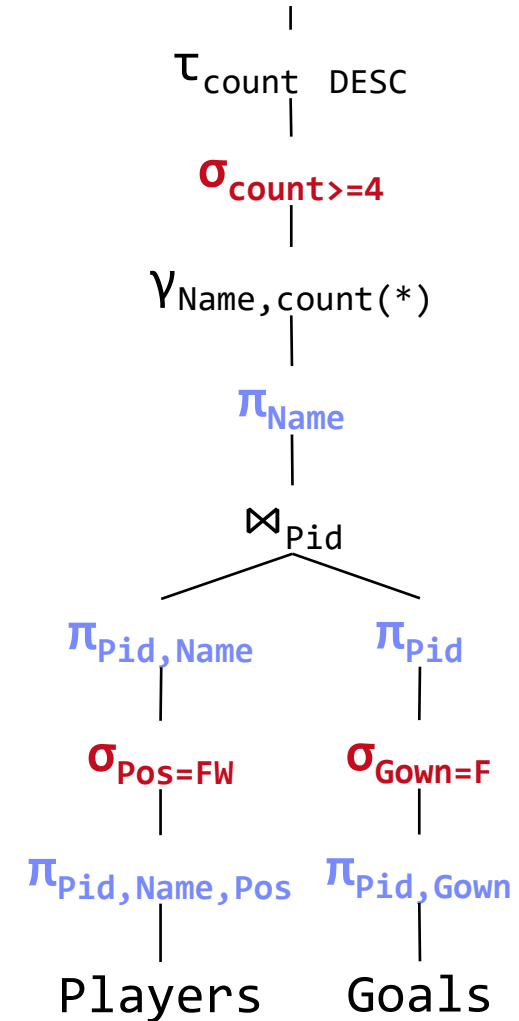 τcount DESC
σcount>=4
γName,count(*)
πName
⋈Pid
πPid,Name πPid
σPos=FW σGown=F
πPid,Name,Pos πPid,Gown
Players Goals